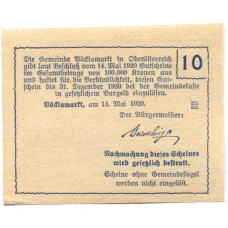 Die Gemeinde Vöcklamarkt in Oberösterreich
gibt laut Beschluß vom 14. Mai 1920 Gutscheine
im Gesamtbetrage von 100.000 Kronen aus
und haftet für die Verbindlichkeit, diesen Gut-
schein bis 31. Dezember 1920 bei der Gemeindekasse
in gesetzlichem Bargeld einzulösen.
10
Vöcklamarkt, am 14. Mai 1920.
Der Bürgermeister:
Nachmachung dieses Scheines
wird gesetzlich bestraft.
Scheine ohne Gemeindesiegel
werden nicht eingelöst.